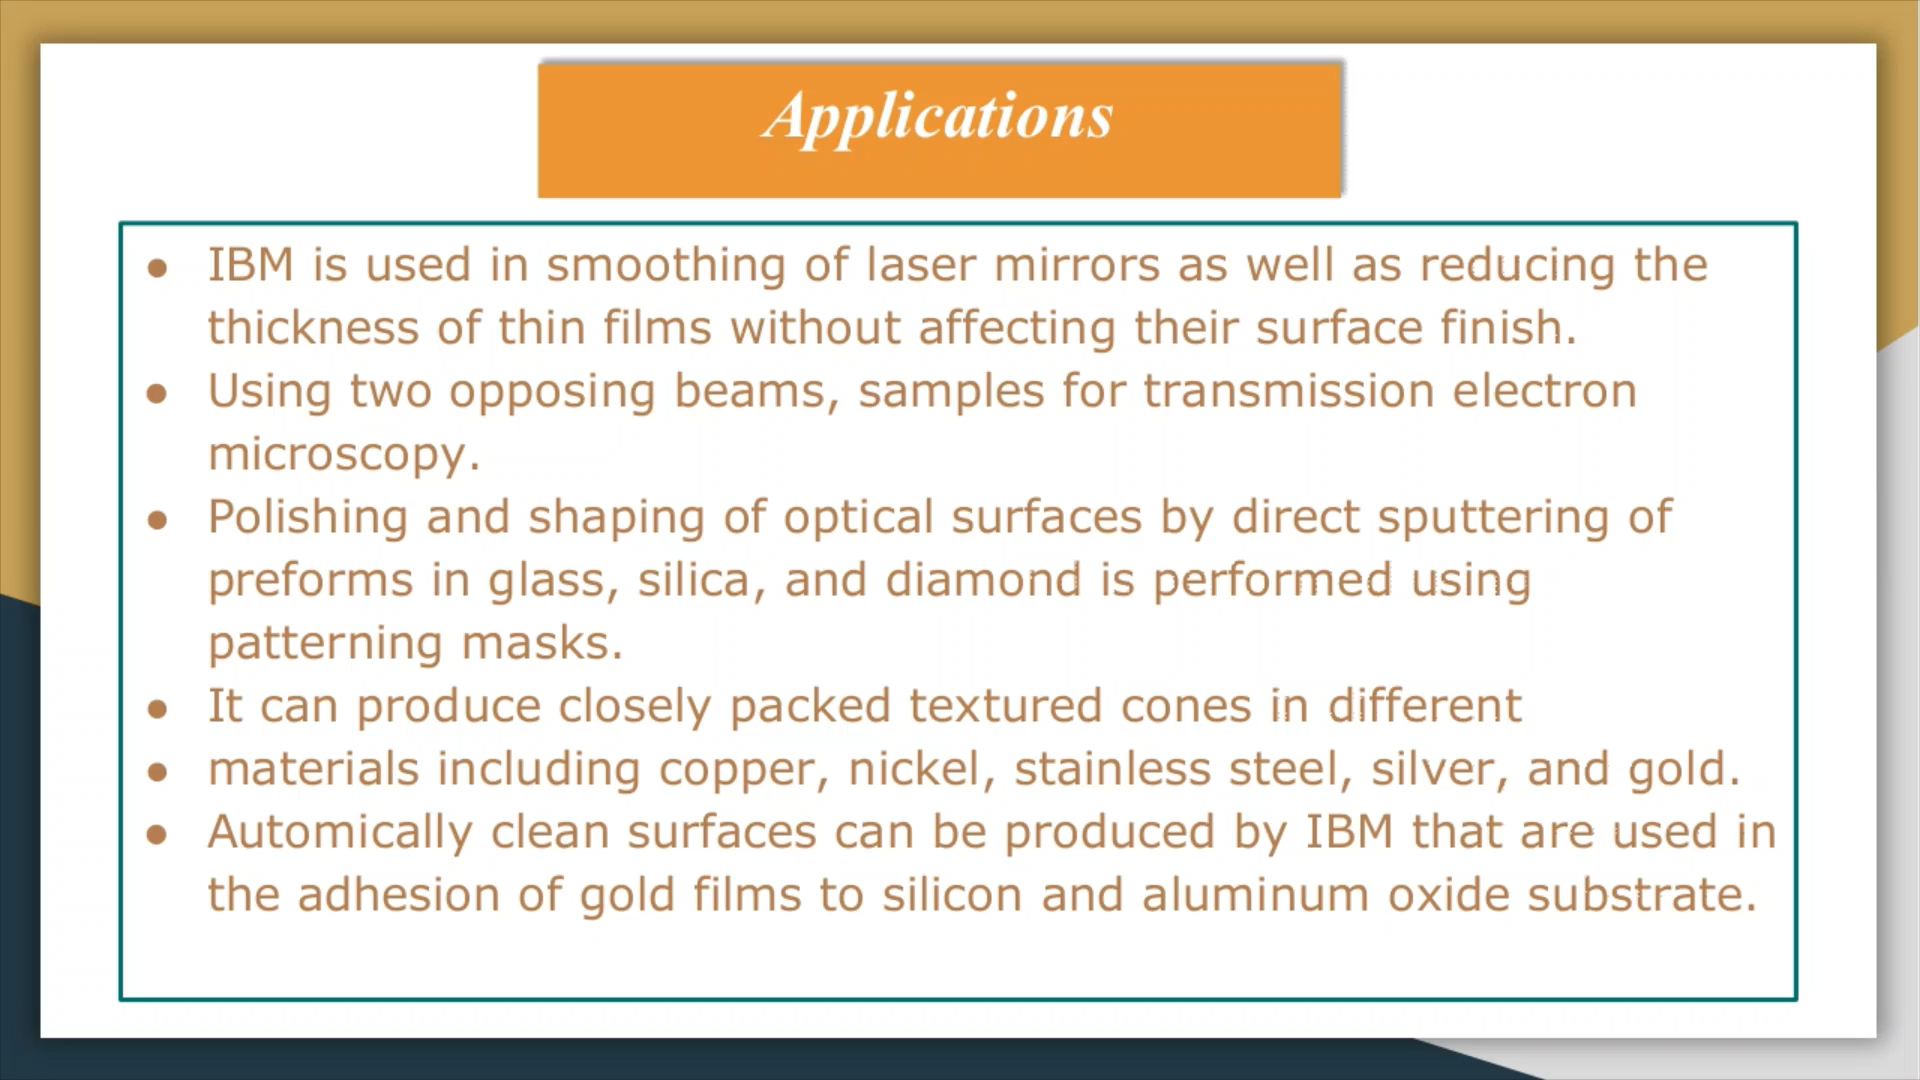 Applications
● IBM is used in smoothing of laser mirrors as well as reducing the
thickness of thin films without affecting their surface finish.
● Using two opposing beams, samples for transmission electron
microscopy.
● Polishing and shaping of optical surfaces by direct sputtering of
preforms in glass, silica, and diamond is performed using
patterning masks.
● It can produce closely packed textured cones in different
● materials including copper, nickel, stainless steel, silver, and gold.
● Automically clean surfaces can be produced by IBM that are used in
the adhesion of gold films to silicon and aluminum oxide substrate.